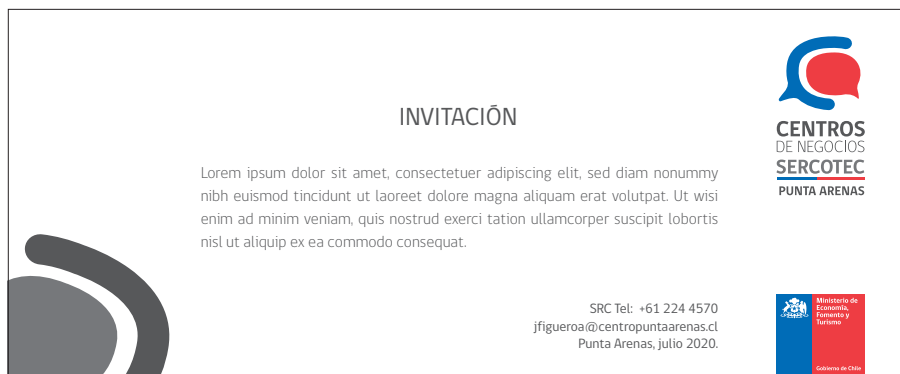 INVITACIÓN
Lorem ipsum dolor sit amet, consectetuer adipiscing elit, sed diam nonummy
nibh euismod tincidunt ut laoreet dolore magna aliquam erat volutpat. Ut wisi
enim ad minim veniam, quis nostrud exerci tation ullamcorper suscipit lobortis
nisl ut aliquip ex ea commodo consequat.
SRC Tel: +61 224 4570
jfigueroa@centropuntaarenas.cl
Punta Arenas, julio 2020.
CENTROS
DE NEGOCIOS
SERCOTEC
PUNTA ARENAS
Ministerio de
Economía,
Fomento y
Turismo
Gobierno de Chile